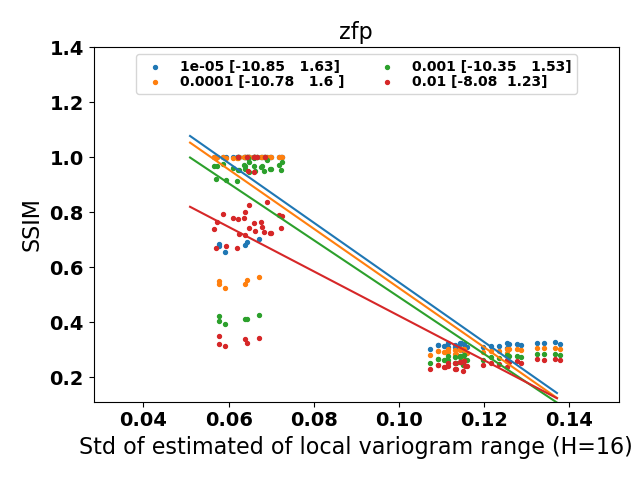 zfp
1e-05 [-10.85   1.63]
0.0001 [-10.78   1.6 ]
0.001 [-10.35   1.53]
0.01 [-8.08  1.23]
SSIM
1.4
1.2
1.0
0.8
0.6
0.4
0.2
0.04 0.06 0.08 0.10 0.12 0.14
Std of estimated of local variogram range (H=16)